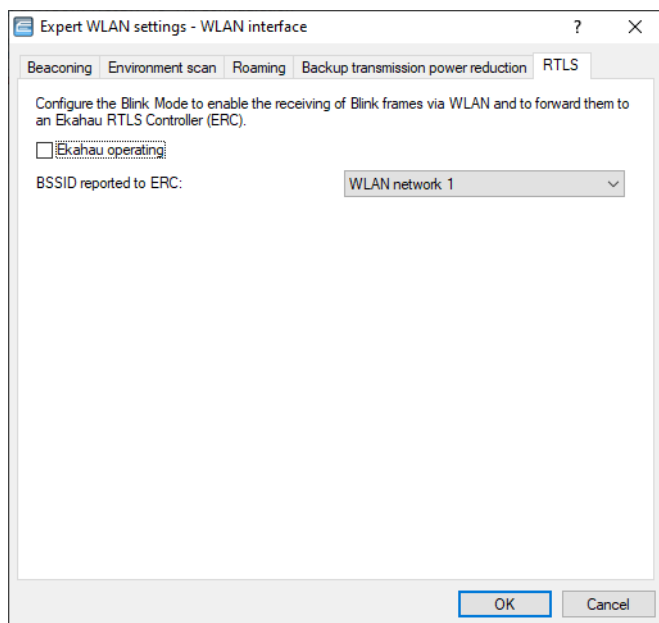 Expert WLAN settings - WLAN interface ?
Beaconing Environment scan Roaming Backup transmission power reduction RTLS
Configure the Blink Mode to enable the receiving of Blink frames via WLAN and to forward them to
an Ekahau RTLS Controller (ERC).
Ekahau operating
BSSID reported to ERC: WLAN network 1
OK Cancel